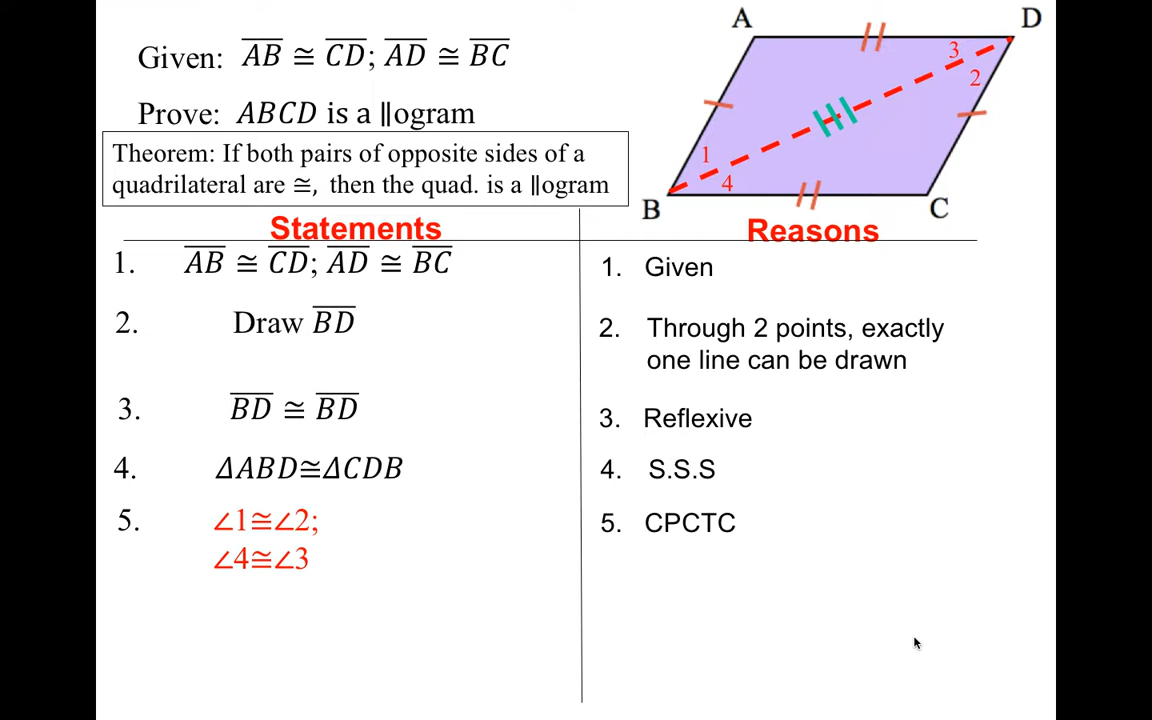 Given: AB ≅ CD; AD ≅ BC
Prove: ABCD is a ∥ogram
Theorem: If both pairs of opposite sides of a
quadrilateral are ≅, then the quad. is a ∥ogram
A
D
3
2
1
4
B
C
Statements
Reasons
1. AB ≅ CD; AD ≅ BC
1. Given
2. Draw BD
2. Through 2 points, exactly
one line can be drawn
3. BD ≅ BD
3. Reflexive
4. ΔABD≅ΔCDB
4. S.S.S
5. ∠1≅∠2;
∠4≅∠3
5. CPCTC